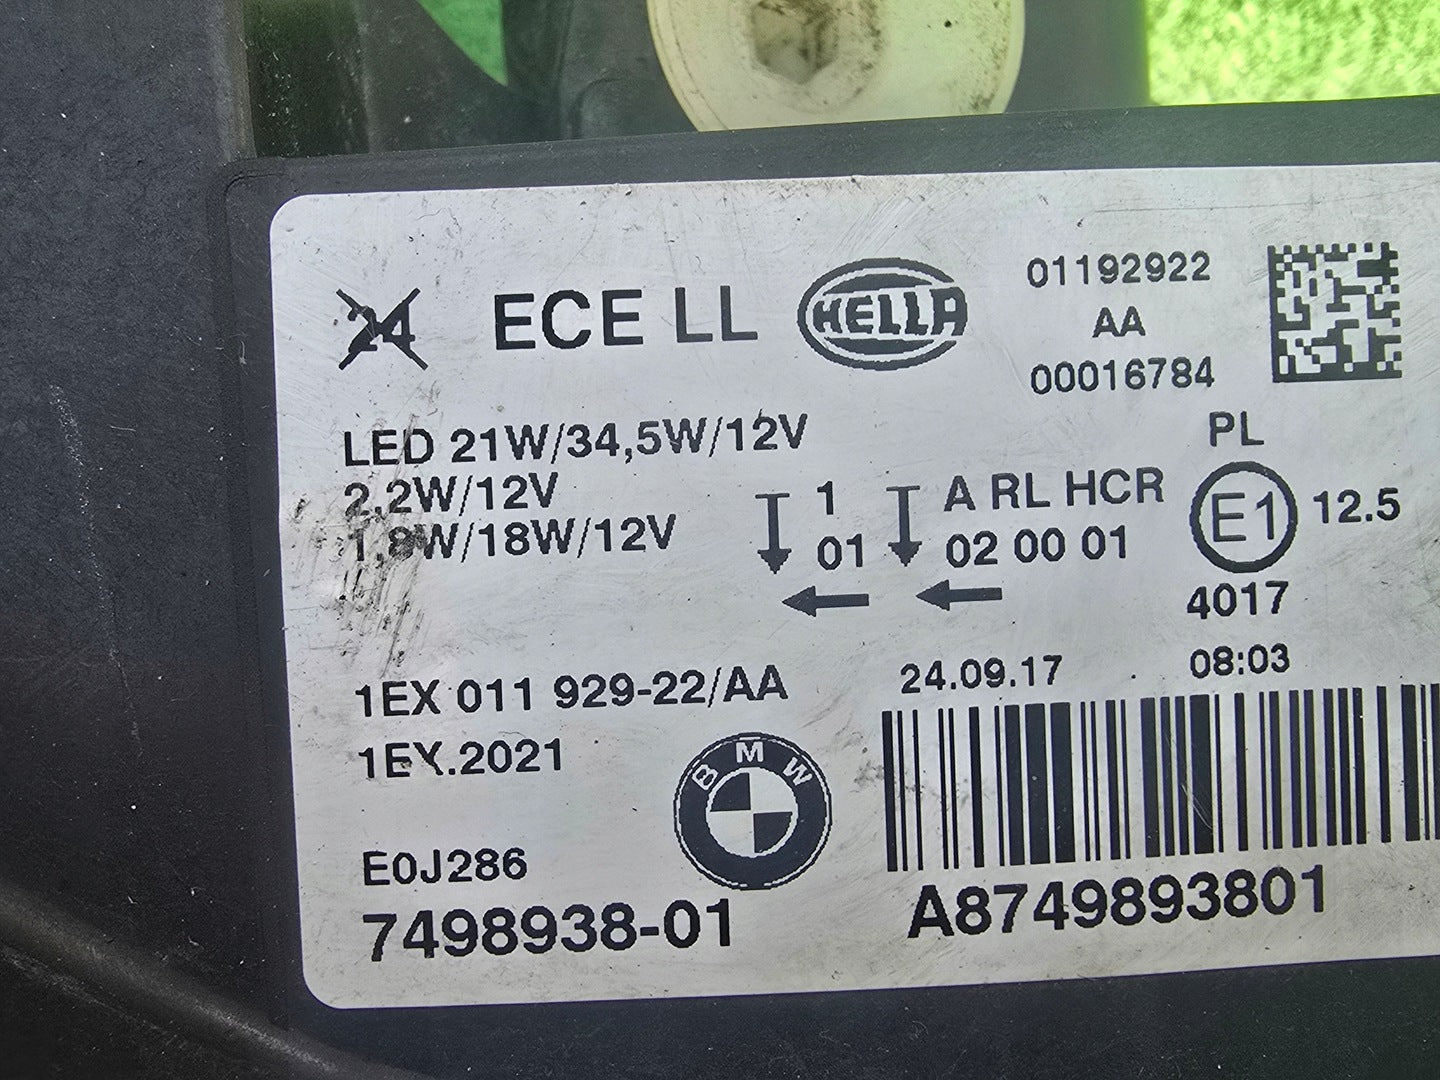 24 ECE LL HELLA
01192922
AA
00016784
LED 21W/34,5W/12V
2,2W/12V
1,8W/18W/12V
1 A RL HCR
01 02 00 01
PL
E1 12.5
4017
1EX 011 929-22/AA
24.09.17 08:03
1EX.2021
BMW
E0J286
7498938-01
A8749893801